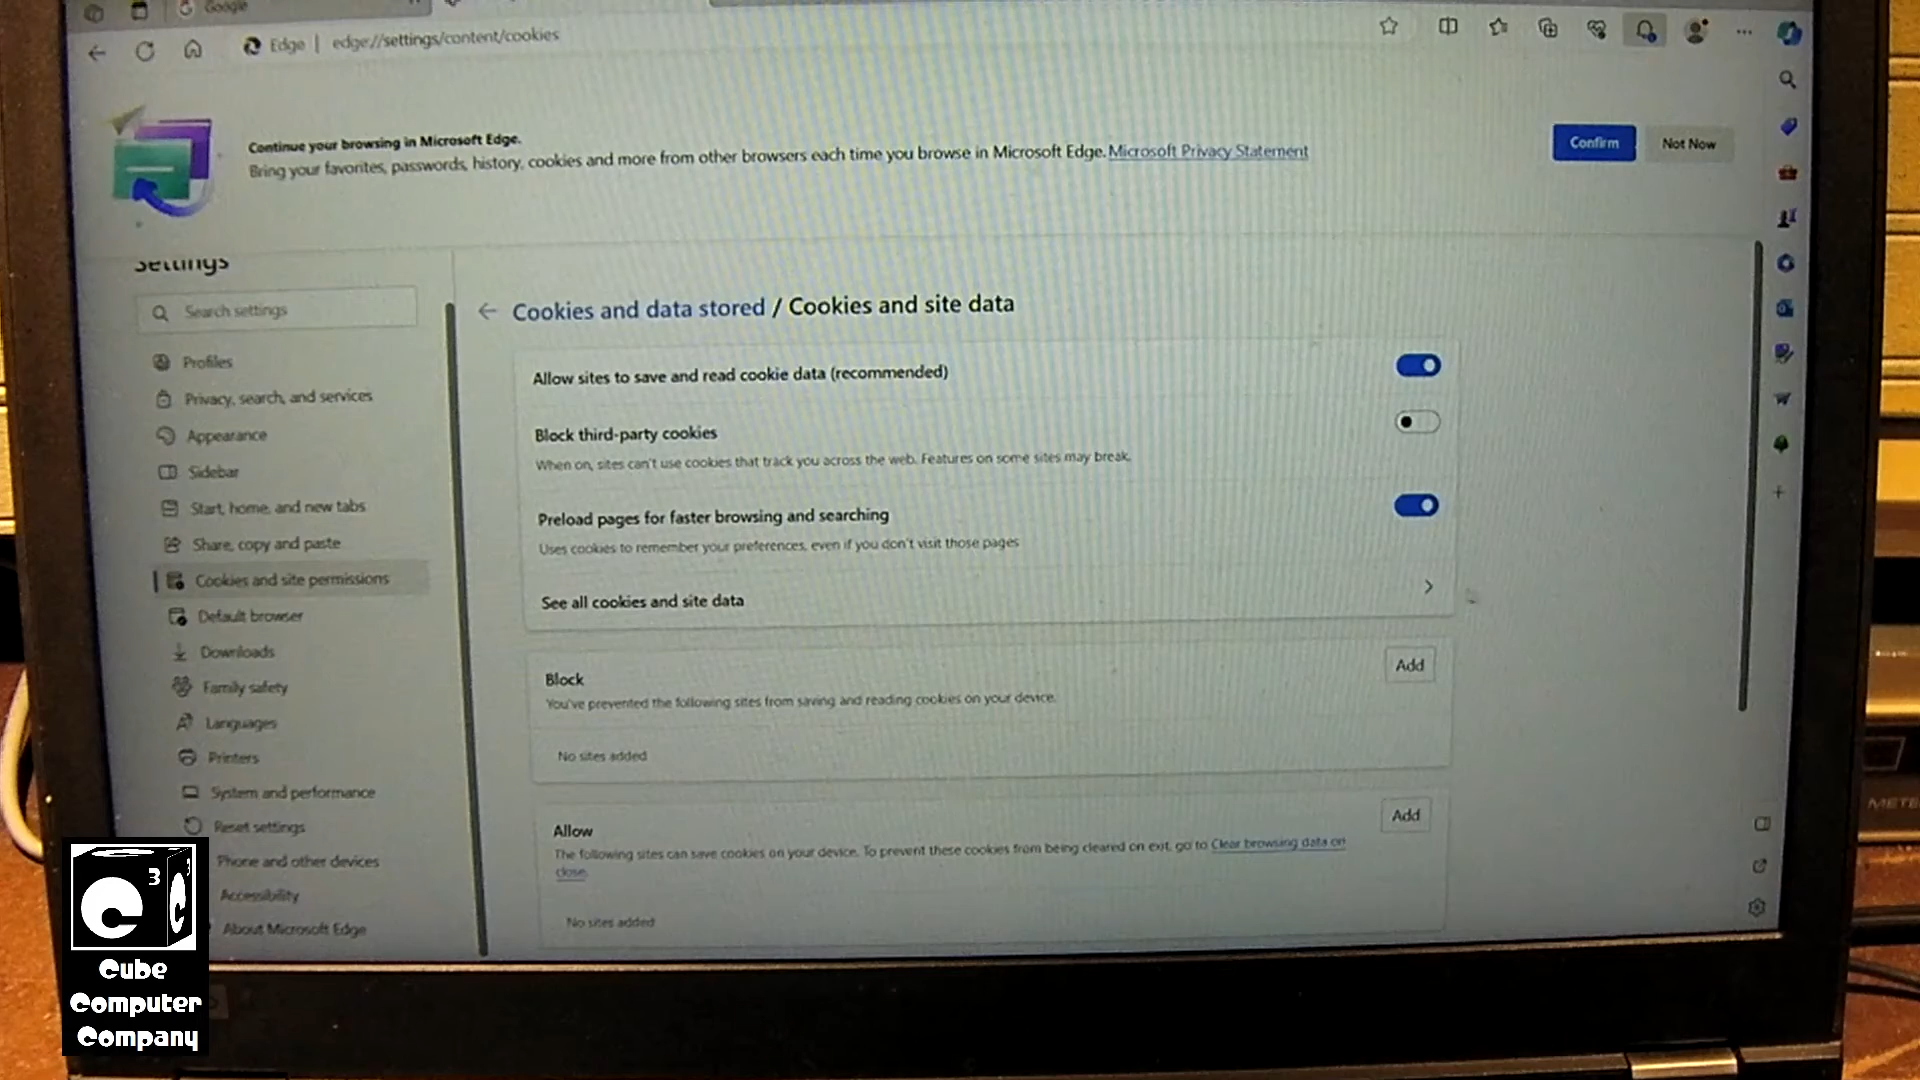 Google
Edge | edge://settings/content/cookies
Continue your browsing in Microsoft Edge.
Bring your favorites, passwords, history, cookies and more from other browsers each time you browse in Microsoft Edge. Microsoft Privacy Statement
Confirm
Not Now
Settings
Search settings
Profiles
Privacy, search, and services
Appearance
Sidebar
Start, home, and new tabs
Share, copy and paste
Cookies and site permissions
Default browser
Downloads
Family safety
Languages
Printers
System and performance
Reset settings
Phone and other devices
Accessibility
About Microsoft Edge
Cookies and data stored / Cookies and site data
Allow sites to save and read cookie data (recommended)
Block third-party cookies
When on, sites can't use cookies that track you across the web. Features on some sites may break.
Preload pages for faster browsing and searching
Uses cookies to remember your preferences, even if you don't visit those pages
See all cookies and site data
Block
Add
You've prevented the following sites from saving and reading cookies on your device.
No sites added
Allow
Add
The following sites can save cookies on your device. To prevent these cookies from being cleared on exit, go to Clear browsing data on
close.
No sites added
C 3 C
Cube
Computer
Company